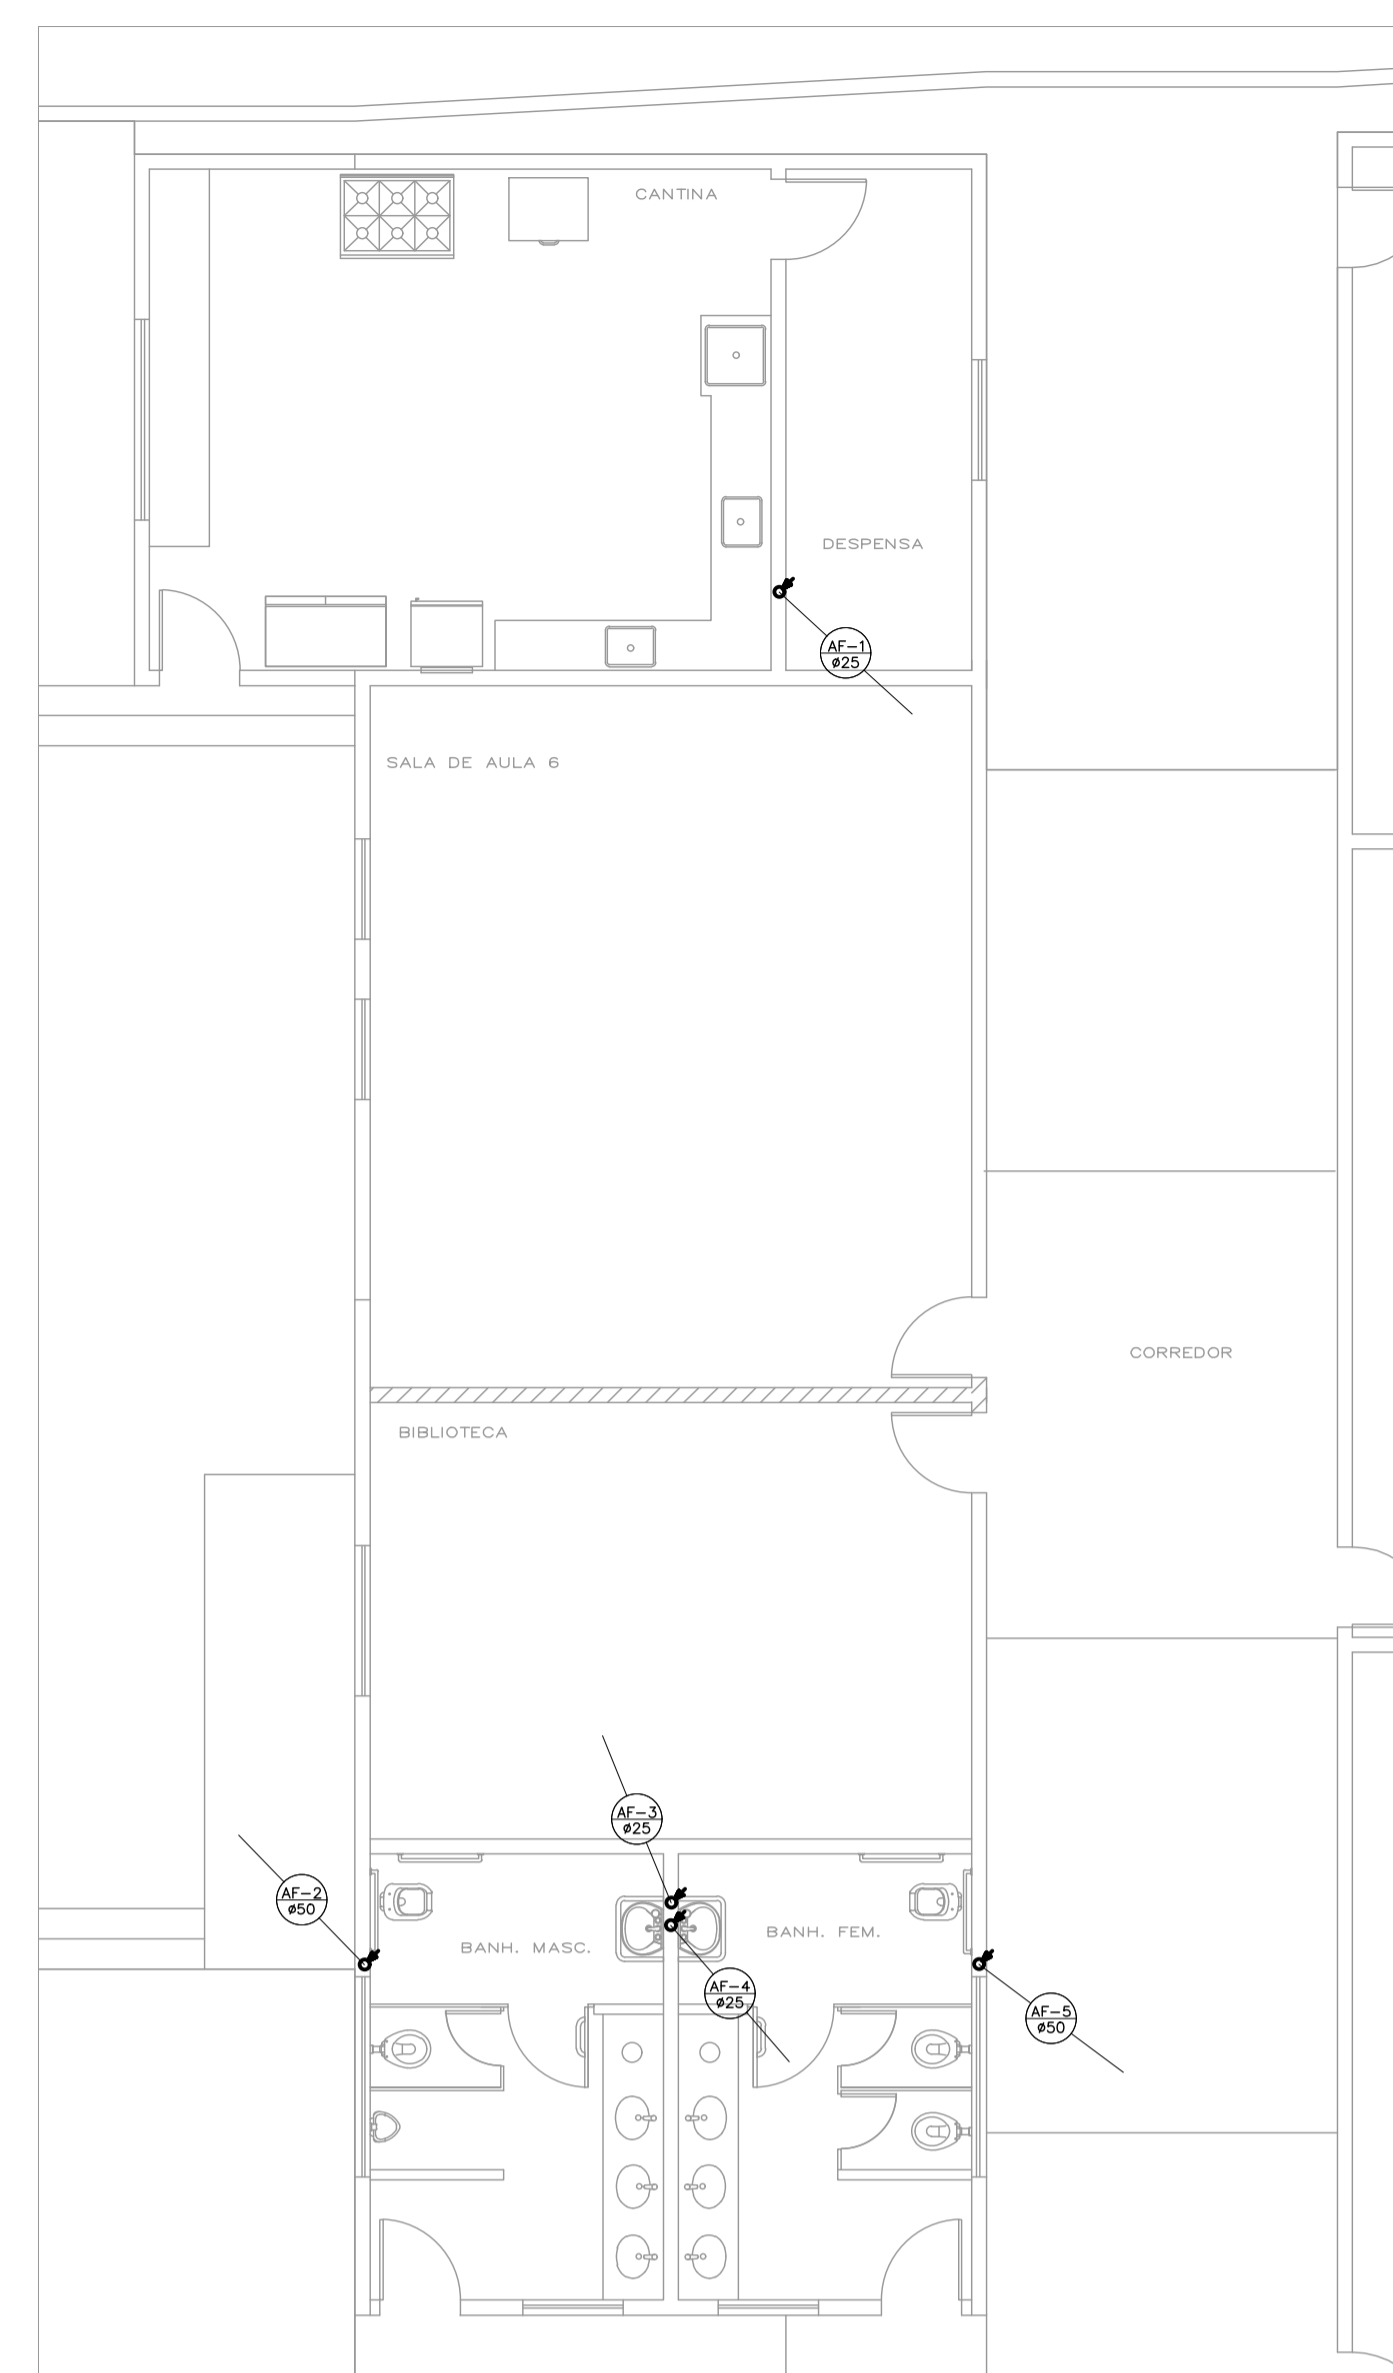 CANTINA
DESPENSA
AF-1
ø25
SALA DE AULA 6
CORREDOR
BIBLIOTECA
AF-3
ø25
AF-2
ø50
BANH. MASC.
BANH. FEM.
AF-4
ø25
AF-5
ø50